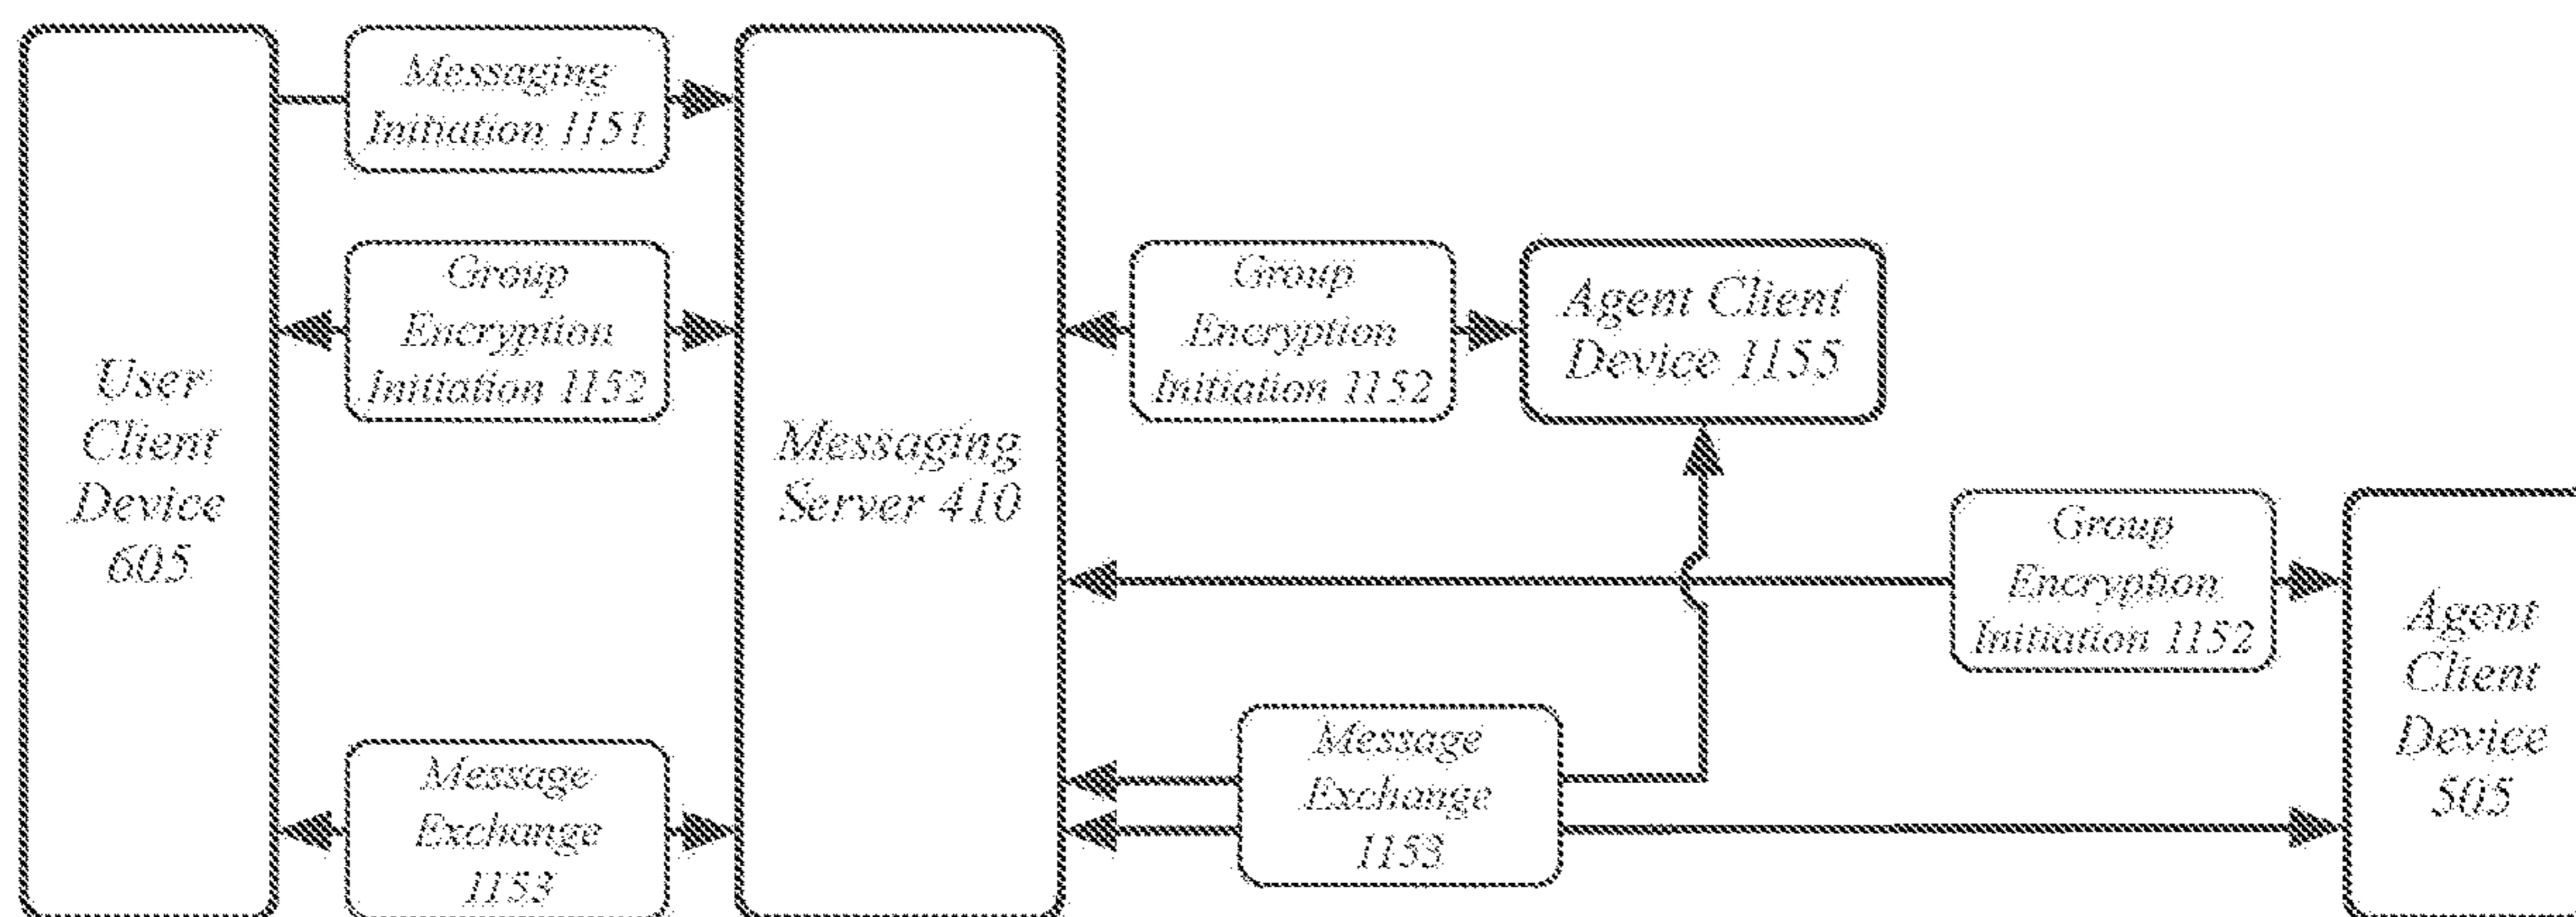 Messaging
Initiation 1151
Group
Encryption
Initiation 1152
User
Client
Device
605
Message
Exchange
1153
Messaging
Server 410
Group
Encryption
Initiation 1152
Agent Client
Device 1155
Group
Encryption
Initiation 1152
Message
Exchange
1153
Agent
Client
Device
505